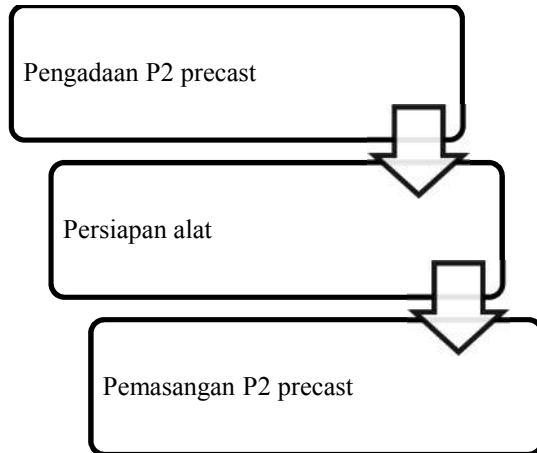 Pengadaan P2 precast
Persiapan alat
Pemasangan P2 precast